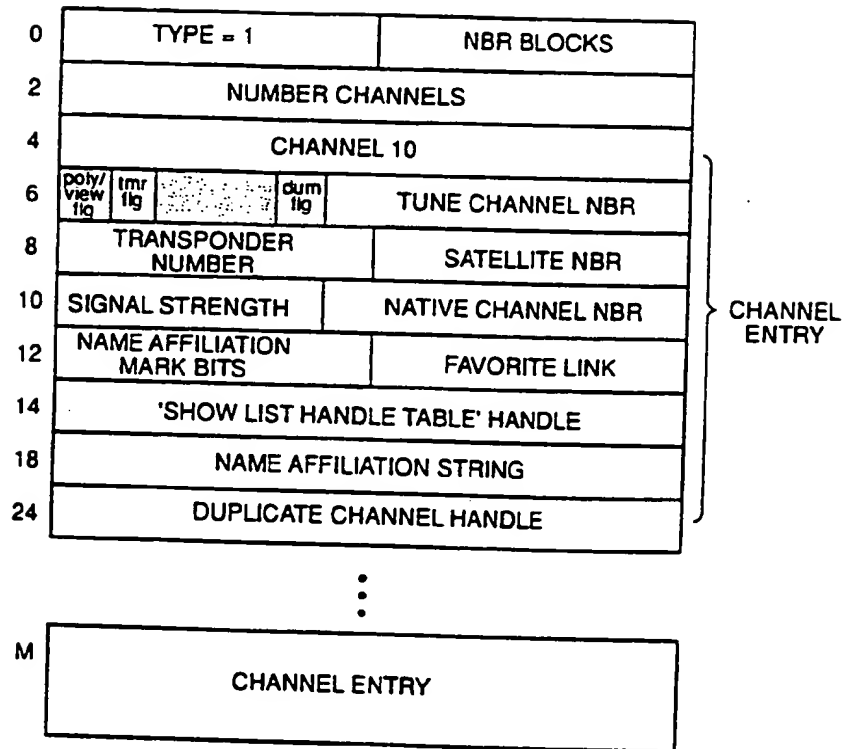 0 TYPE = 1 NBR BLOCKS
2 NUMBER CHANNELS
4 CHANNEL 10
6 poly/ view flg tmr flg dum flg TUNE CHANNEL NBR
8 TRANSPONDER NUMBER SATELLITE NBR
10 SIGNAL STRENGTH NATIVE CHANNEL NBR
CHANNEL ENTRY
12 NAME AFFILIATION MARK BITS FAVORITE LINK
14 'SHOW LIST HANDLE TABLE' HANDLE
18 NAME AFFILIATION STRING
24 DUPLICATE CHANNEL HANDLE
M CHANNEL ENTRY